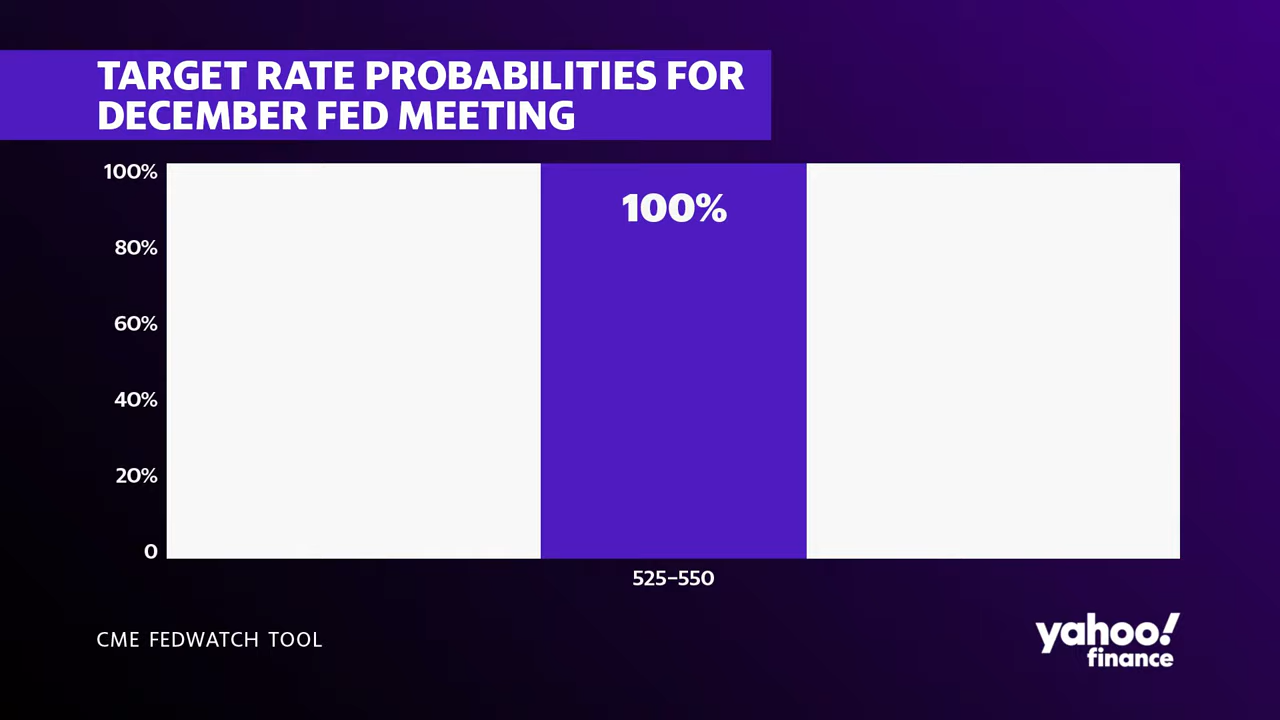 TARGET RATE PROBABILITIES FOR
DECEMBER FED MEETING
100%
100%
80%
60%
40%
20%
0
525–550
CME FEDWATCH TOOL
yahoo!
finance